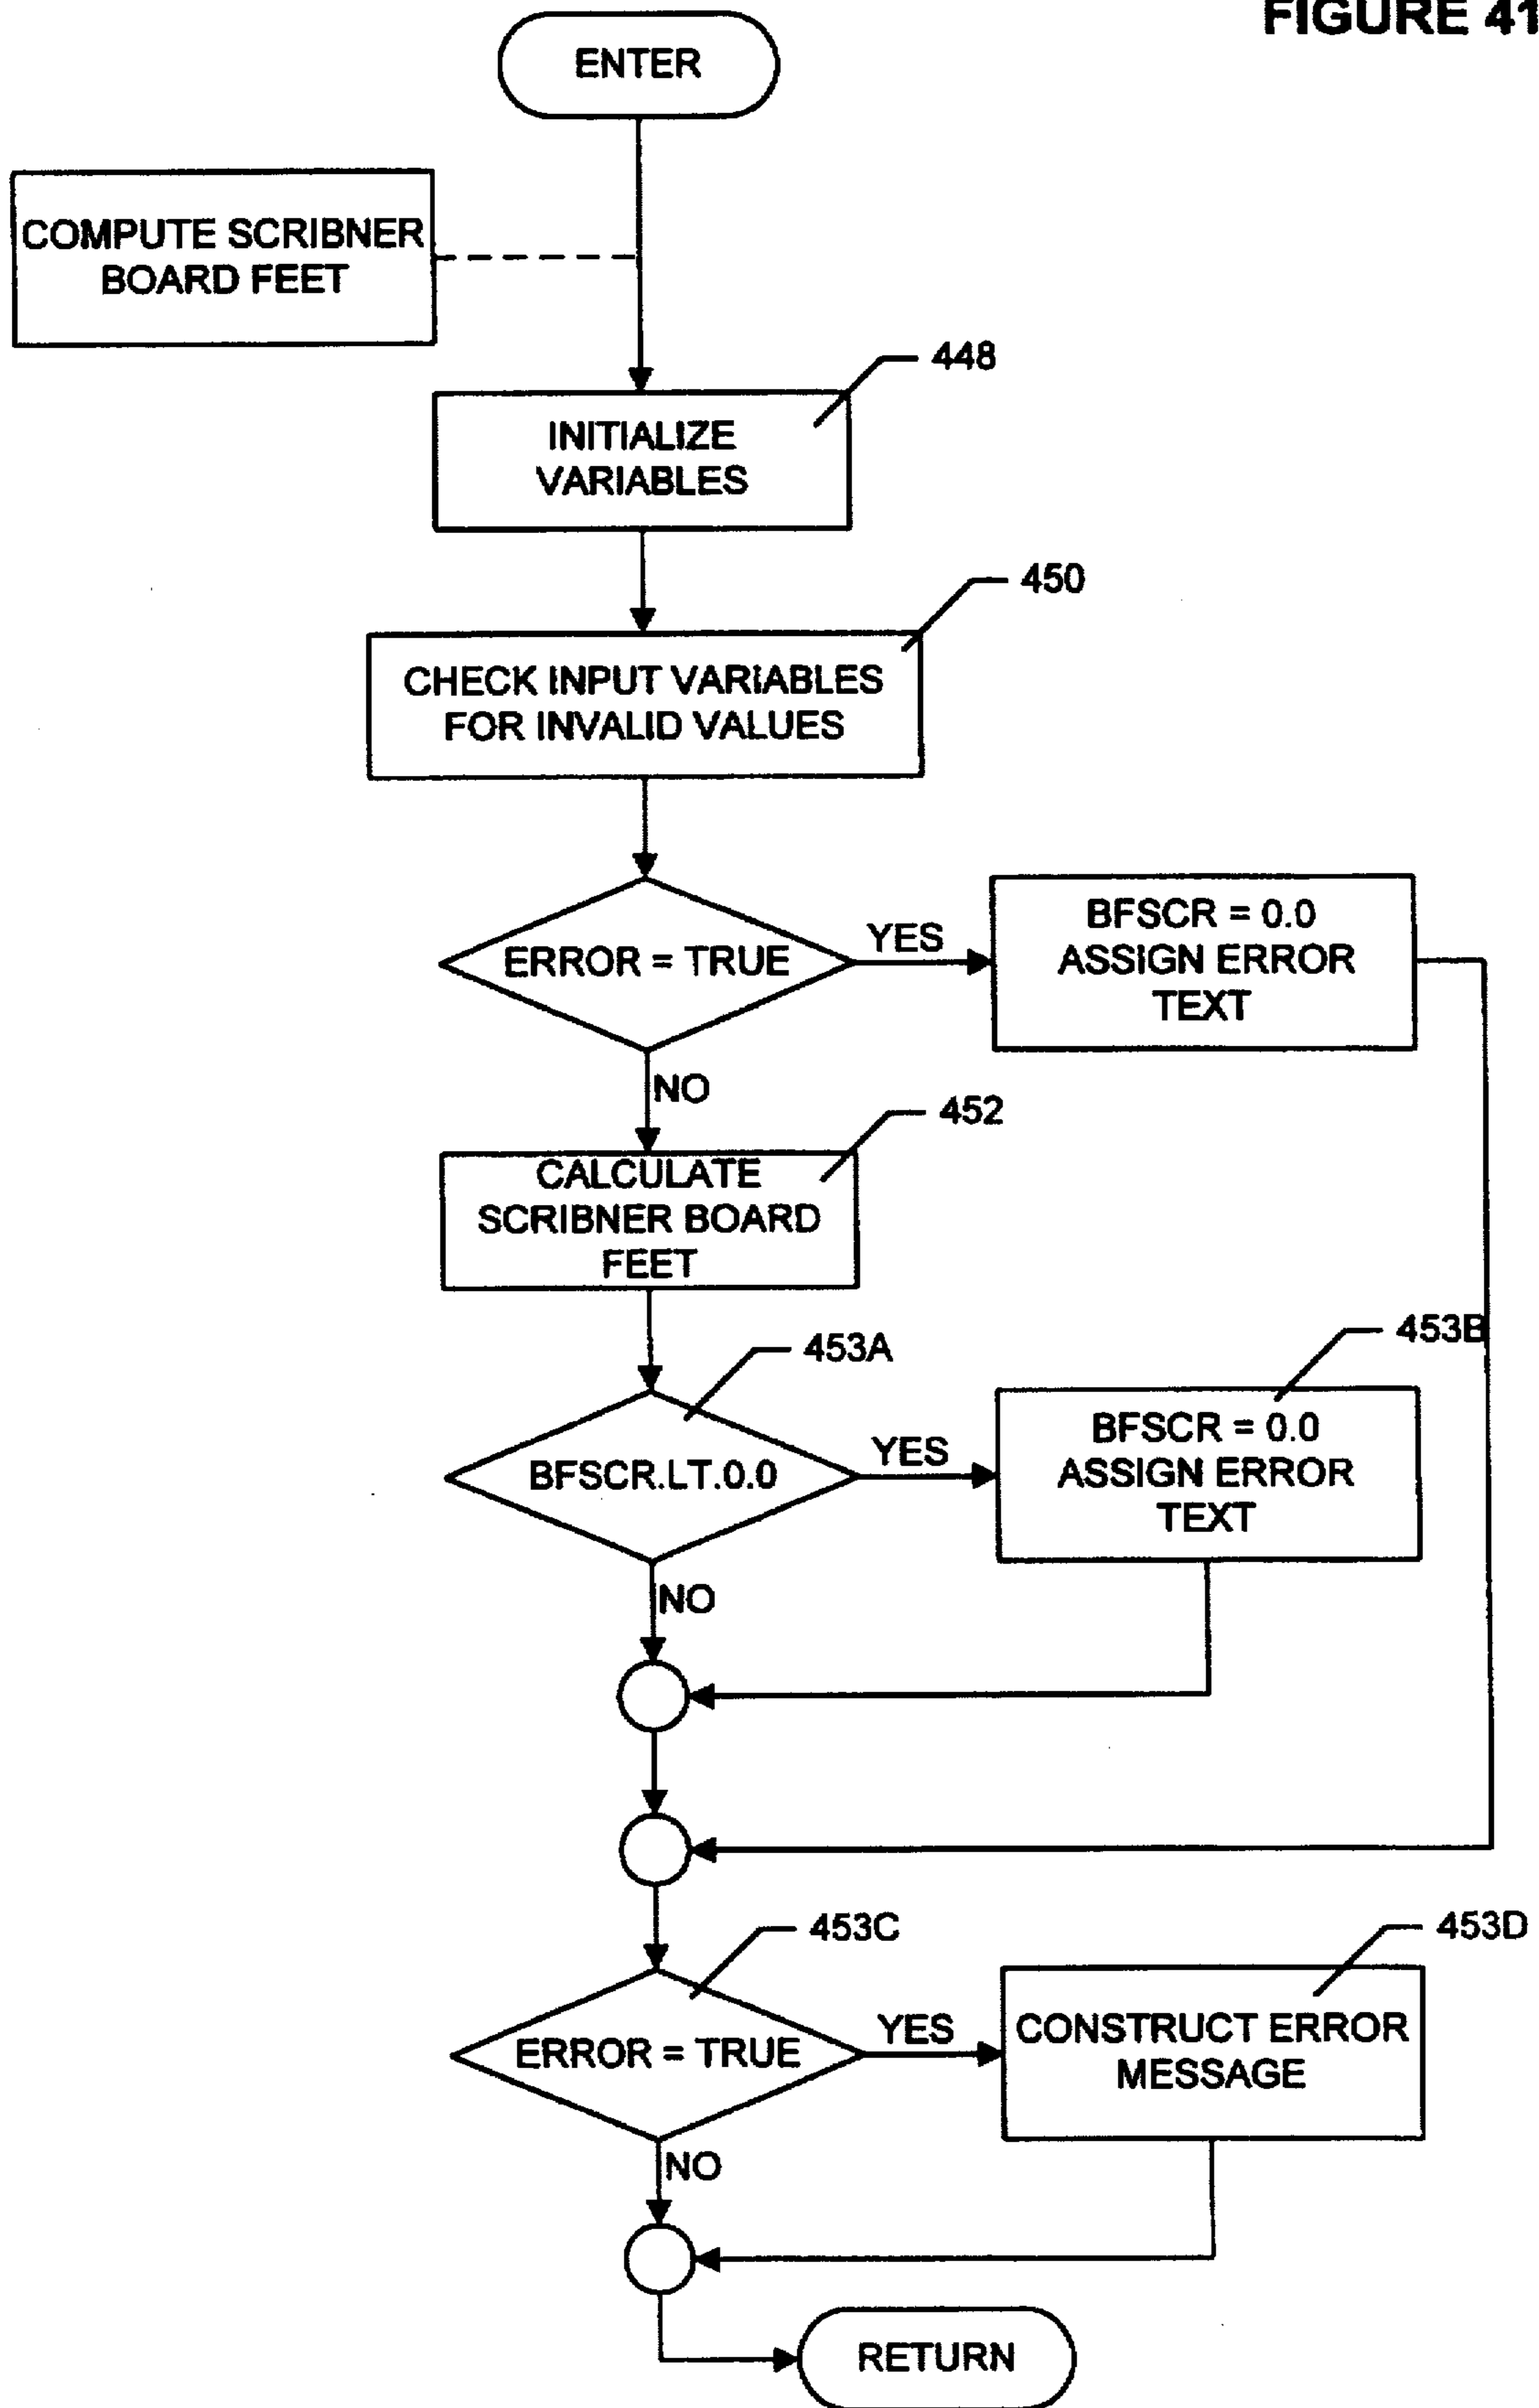 FIGURE 41
ENTER
COMPUTE SCRIBNER
BOARD FEET
448
INITIALIZE
VARIABLES
450
CHECK INPUT VARIABLES
FOR INVALID VALUES
ERROR = TRUE
YES
BFSCR = 0.0
ASSIGN ERROR
TEXT
NO
452
CALCULATE
SCRIBNER BOARD
FEET
453A
453B
BFSCR.LT.0.0
YES
BFSCR = 0.0
ASSIGN ERROR
TEXT
NO
453C
453D
ERROR = TRUE
YES
CONSTRUCT ERROR
MESSAGE
NO
RETURN